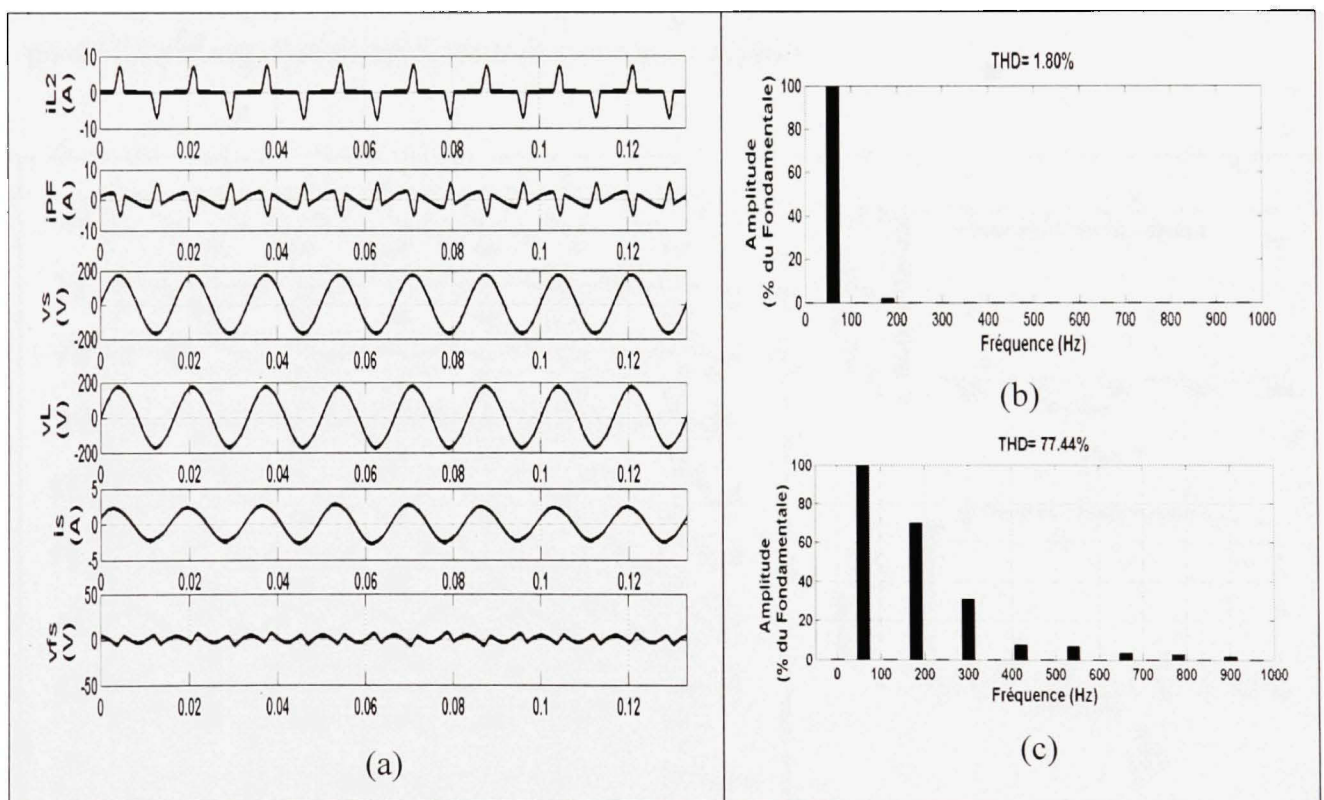 10
0
-10
iL2
(A)
0 0.02 0.04 0.06 0.08 0.1 0.12
10
0
-10
iPF
(A)
0 0.02 0.04 0.06 0.08 0.1 0.12
200
0
-200
vs
(V)
0 0.02 0.04 0.06 0.08 0.1 0.12
200
0
-200
vL
(V)
0 0.02 0.04 0.06 0.08 0.1 0.12
5
0
-5
is
(A)
0 0.02 0.04 0.06 0.08 0.1 0.12
50
0
-50
vfs
(V)
0 0.02 0.04 0.06 0.08 0.1 0.12
(a)
THD= 1.80%
100
80
60
40
20
0
Amplitude
(% du Fondamentale)
0 100 200 300 400 500 600 700 800 900 1000
Fréquence (Hz)
(b)
THD= 77.44%
100
80
60
40
20
0
Amplitude
(% du Fondamentale)
0 100 200 300 400 500 600 700 800 900 1000
Fréquence (Hz)
(c)